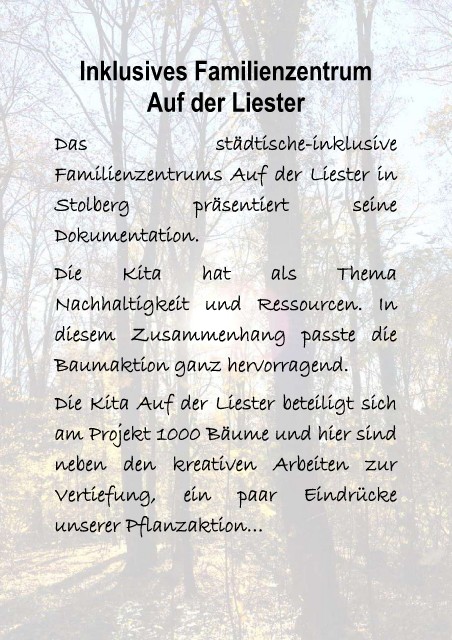 Inklusives Familienzentrum
Auf der Liester
Das städtische-inklusive
Familienzentrums Auf der Liester in
Stolberg präsentiert seine
Dokumentation.
Die Kita hat als Thema
Nachhaltigkeit und Ressourcen. In
diesem Zusammenhang passte die
Baumaktion ganz hervorragend.
Die Kita Auf der Liester beteiligt sich
am Projekt 1000 Bäume und hier sind
neben den kreativen Arbeiten zur
Vertiefung, ein paar Eindrücke
unserer Pflanzaktion...